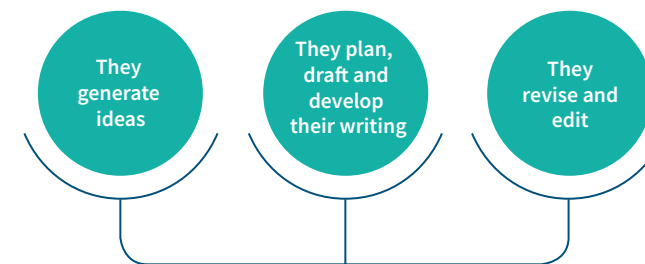 They
generate
ideas
They plan,
draft and
develop
their writing
They
revise and
edit